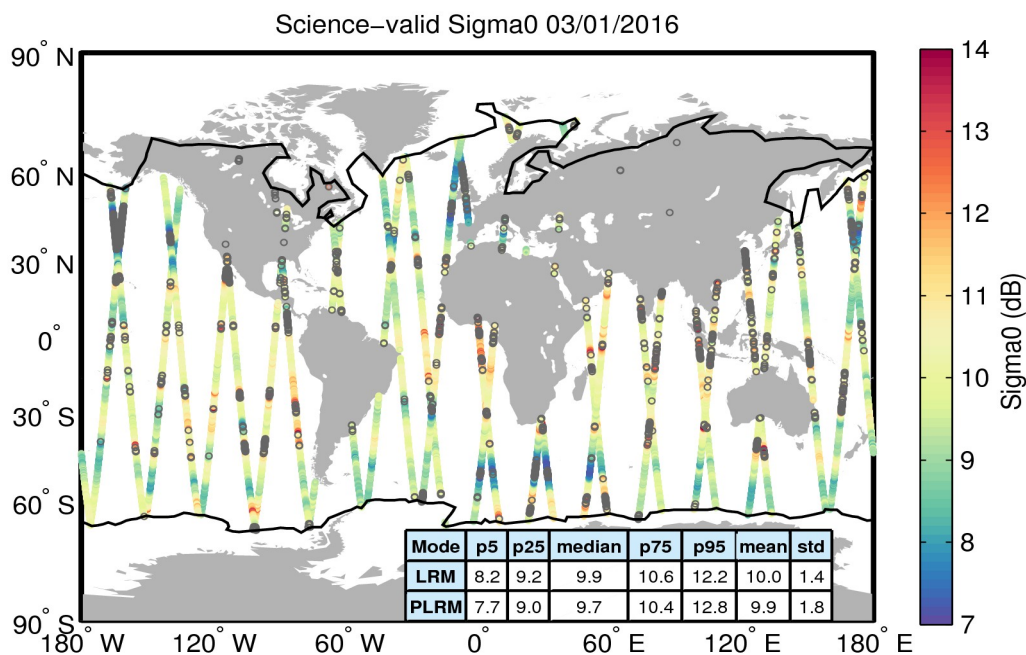 Science−valid Sigma0 03/01/2016
90° N
60° N
30° N
0°
30° S
60° S
90° S
180° W
120° W
60° W
0°
60° E
120° E
180° E
14
13
12
11
10
9
8
7
Sigma0 (dB)
Mode p5 p25 median p75 p95 mean std
LRM 8.2 9.2 9.9 10.6 12.2 10.0 1.4
PLRM 7.7 9.0 9.7 10.4 12.8 9.9 1.8